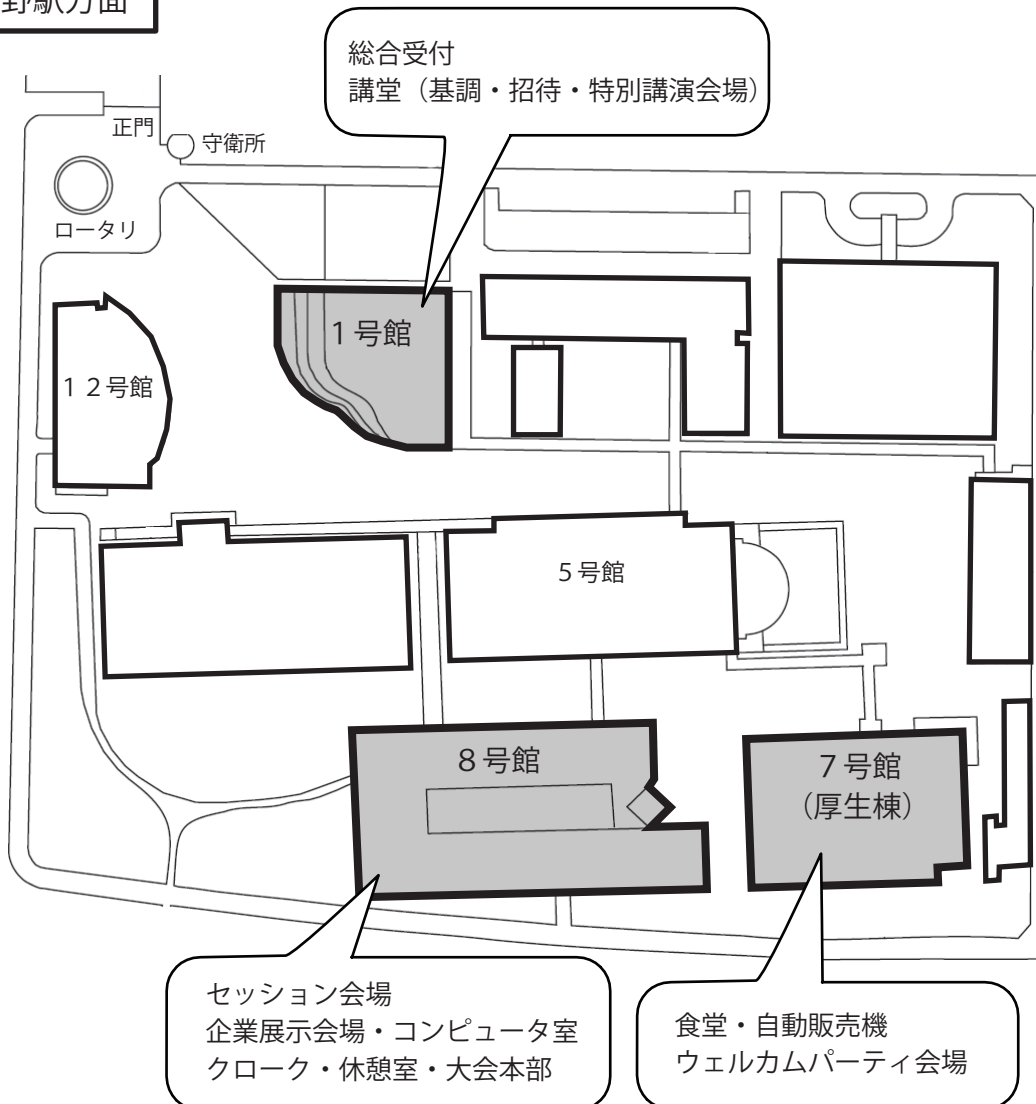 野駅方面
総合受付
講堂（基調・招待・特別講演会場）
正門
守衛所
ロータリ
１号館
１２号館
５号館
８号館
７号館
（厚生棟）
セッション会場
企業展示会場・コンピュータ室
クローク・休憩室・大会本部
食堂・自動販売機
ウェルカムパーティ会場